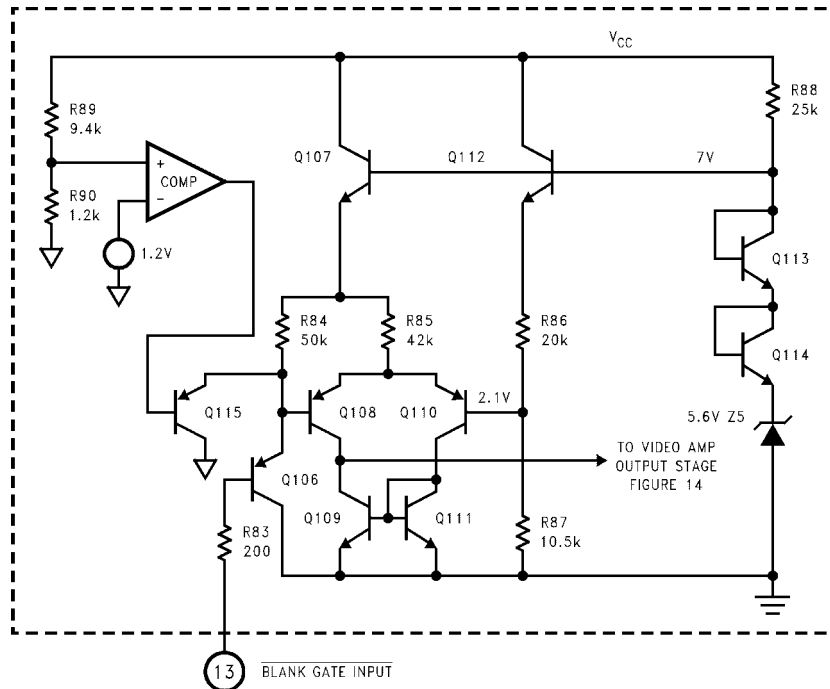 V_CC
R89
9.4k
R88
25k
Q107
Q112
7V
+
COMP
−
R90
1.2k
1.2V
Q113
R84
50k
R85
42k
R86
20k
Q114
Q115
Q108
Q110
2.1V
5.6V Z5
Q106
TO VIDEO AMP
OUTPUT STAGE
FIGURE 14
R83
200
Q109
Q111
R87
10.5k
13
BLANK GATE INPUT